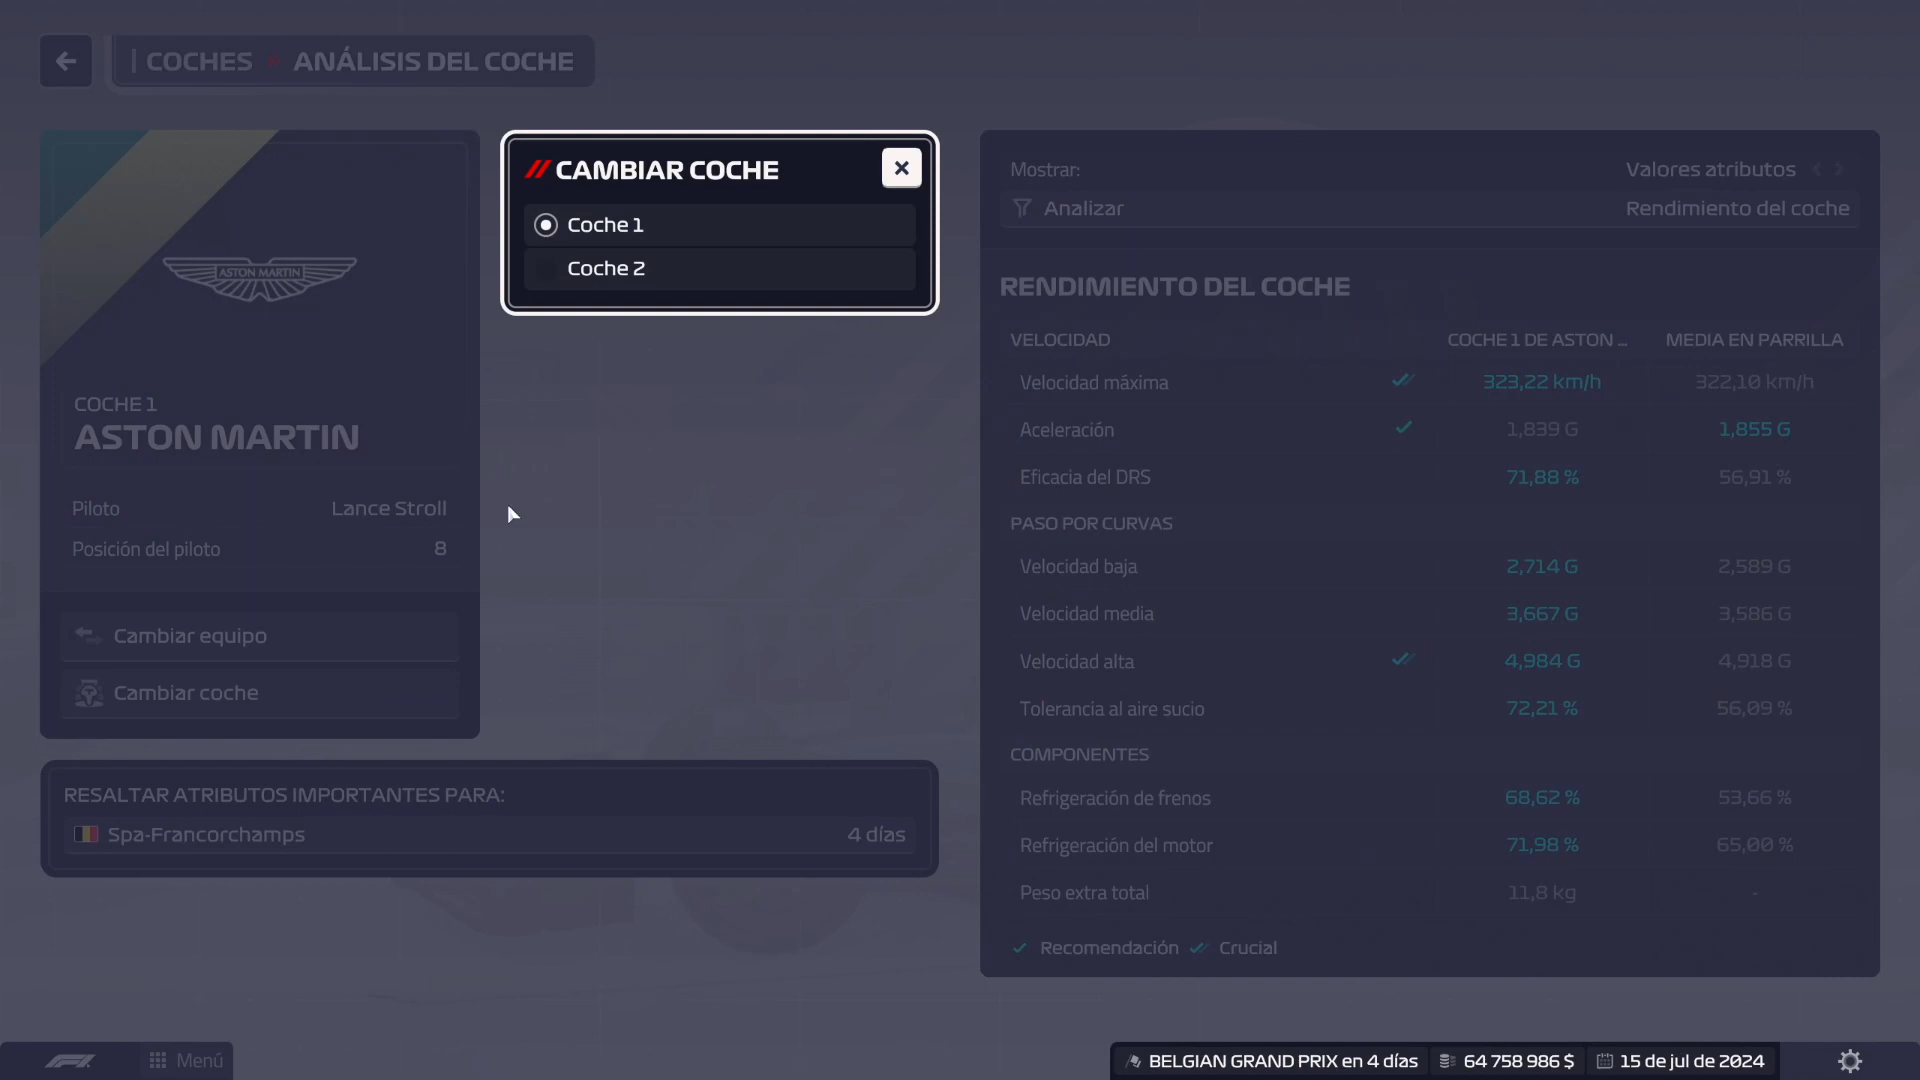 COCHES // ANÁLISIS DEL COCHE
ASTON MARTIN
COCHE 1
ASTON MARTIN
Piloto Lance Stroll
Posición del piloto 8
Cambiar equipo
Cambiar coche
// CAMBIAR COCHE
Coche 1
Coche 2
RESALTAR ATRIBUTOS IMPORTANTES PARA:
Spa-Francorchamps 4 días
Mostrar: Valores atributos
Analizar Rendimiento del coche
RENDIMIENTO DEL COCHE
VELOCIDAD COCHE 1 DE ASTON ... MEDIA EN PARRILLA
Velocidad máxima 323,22 km/h 322,10 km/h
Aceleración 1,839 G 1,855 G
Eficacia del DRS 71,88 % 56,91 %
PASO POR CURVAS
Velocidad baja 2,714 G 2,589 G
Velocidad media 3,667 G 3,586 G
Velocidad alta 4,984 G 4,918 G
Tolerancia al aire sucio 72,21 % 56,09 %
COMPONENTES
Refrigeración de frenos 68,62 % 53,66 %
Refrigeración del motor 71,98 % 65,00 %
Peso extra total 11,8 kg -
Recomendación Crucial
F1 Menú
BELGIAN GRAND PRIX en 4 días 64 758 986 $ 15 de jul de 2024